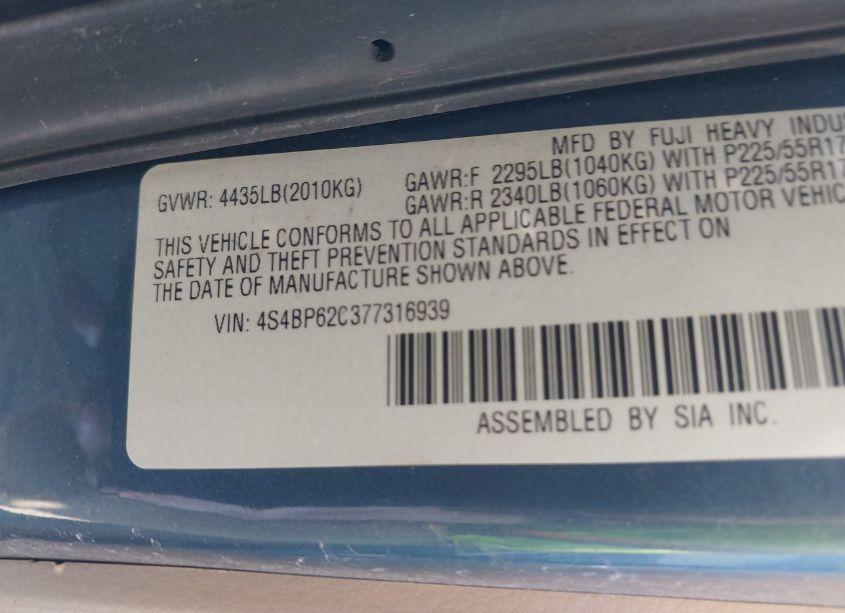 MFD BY FUJI HEAVY INDUS
GVWR: 4435LB(2010KG)
GAWR:F 2295LB(1040KG) WITH P225/55R17
GAWR:R 2340LB(1060KG) WITH P225/55R17
THIS VEHICLE CONFORMS TO ALL APPLICABLE FEDERAL MOTOR VEHIC
SAFETY AND THEFT PREVENTION STANDARDS IN EFFECT ON
THE DATE OF MANUFACTURE SHOWN ABOVE.
VIN: 4S4BP62C377316939
ASSEMBLED BY SIA INC.